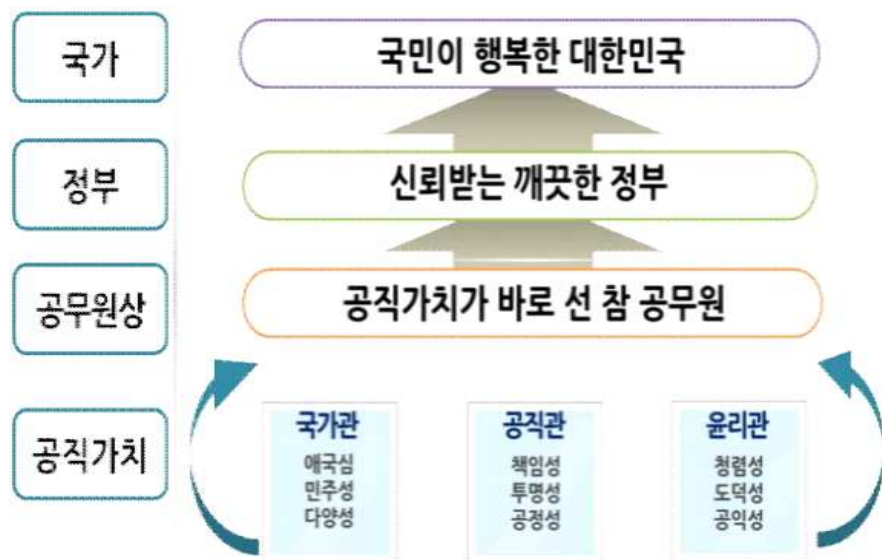 국가
국민이 행복한 대한민국
정부
신뢰받는 깨끗한 정부
공무원상
공직가치가 바로 선 참 공무원
공직가치
국가관
애국심
민주성
다양성
공직관
책임성
투명성
공정성
윤리관
청렴성
도덕성
공익성